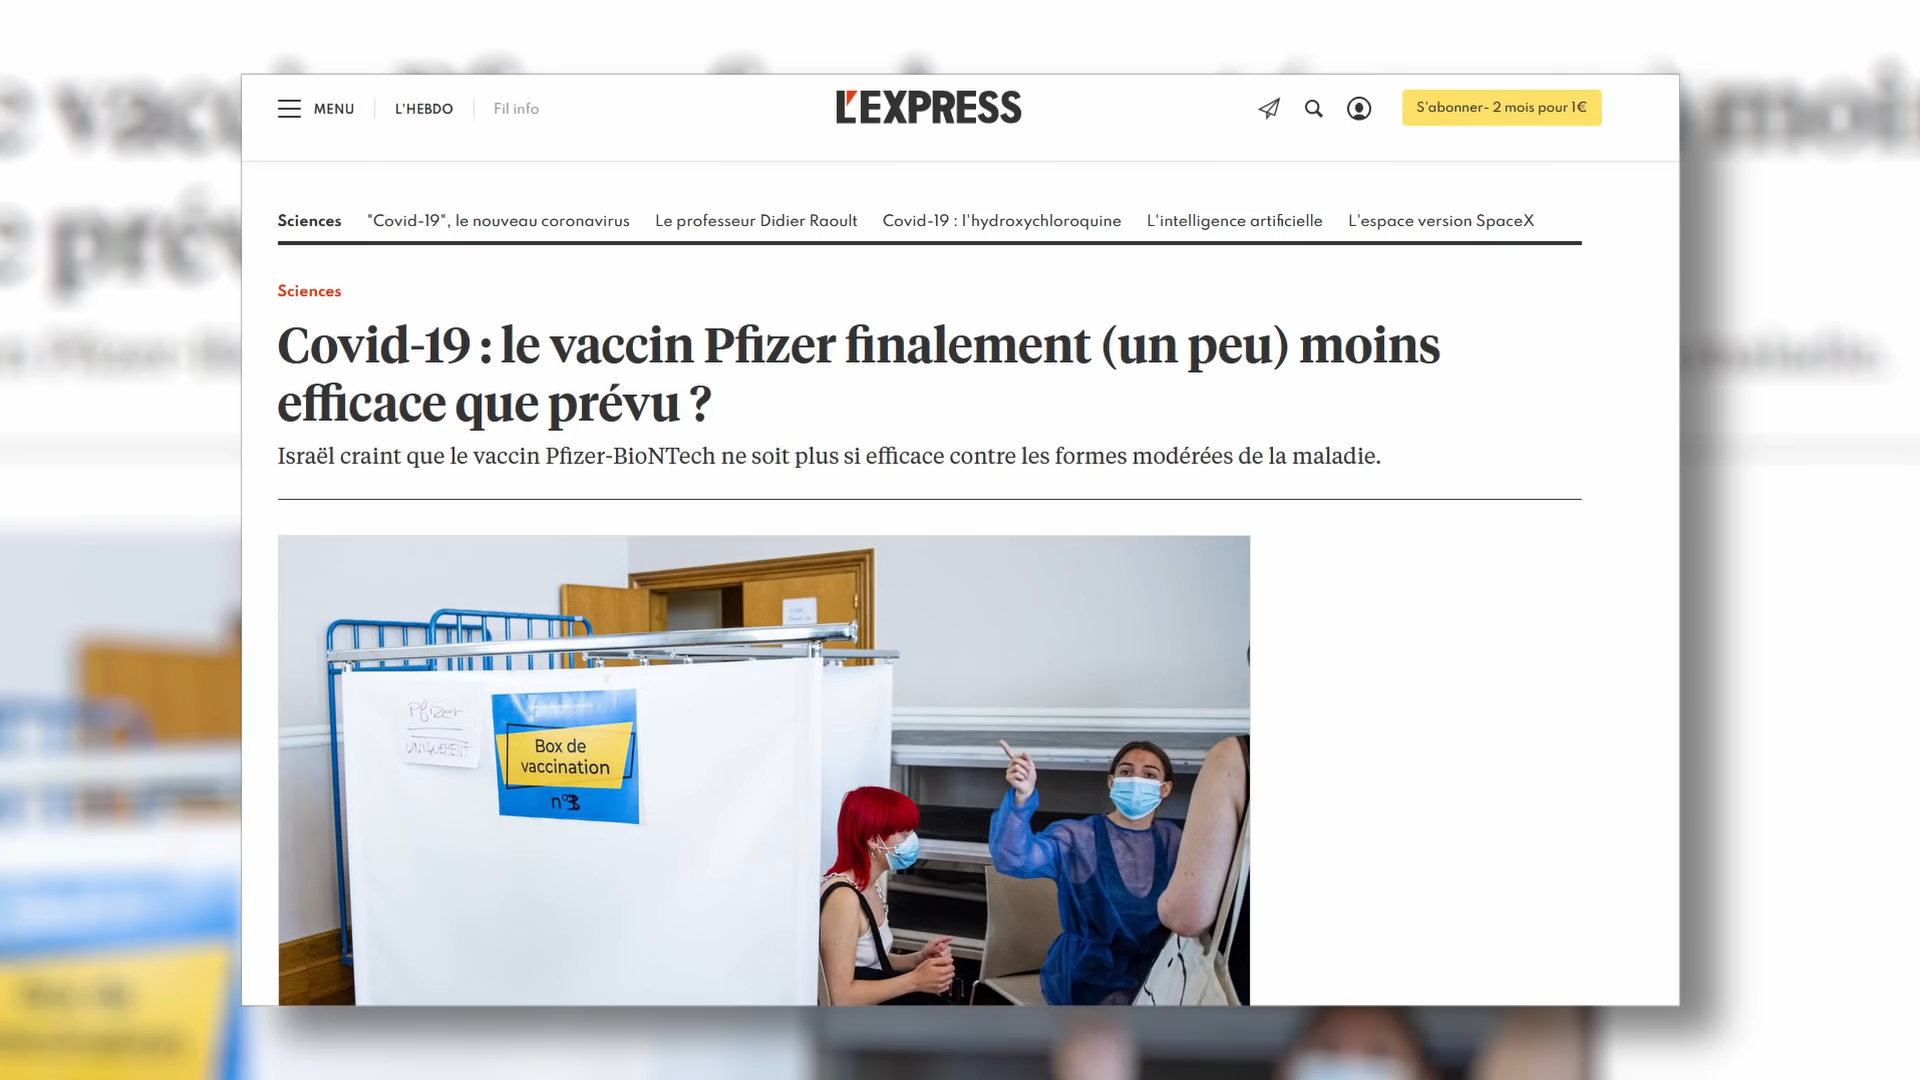 MENU
L'HEBDO
Fil info
L'EXPRESS
S'abonner- 2 mois pour 1€
Sciences
"Covid-19", le nouveau coronavirus
Le professeur Didier Raoult
Covid-19 : l'hydroxychloroquine
L'intelligence artificielle
L'espace version SpaceX
Sciences
Covid-19 : le vaccin Pfizer finalement (un peu) moins
efficace que prévu ?
Israël craint que le vaccin Pfizer-BioNTech ne soit plus si efficace contre les formes modérées de la maladie.
Pfizer
UNIQUEMENT
Box de
vaccination
n°3